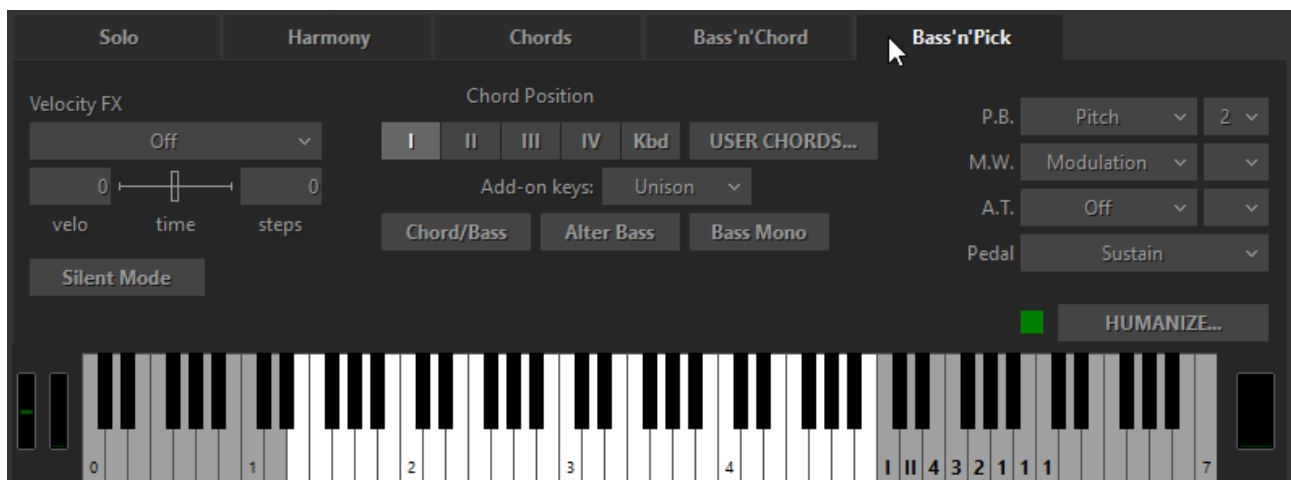 Solo Harmony Chords Bass'n'Chord Bass'n'Pick
Velocity FX
Chord Position
P.B. Pitch 2
Off
I II III IV Kbd USER CHORDS...
M.W. Modulation
0 0
Add-on keys: Unison
velo time steps
A.T. Off
Chord/Bass Alter Bass Bass Mono
Pedal Sustain
Silent Mode
HUMANIZE...
0 1 2 3 4 I II 4 3 2 1 1 1 7